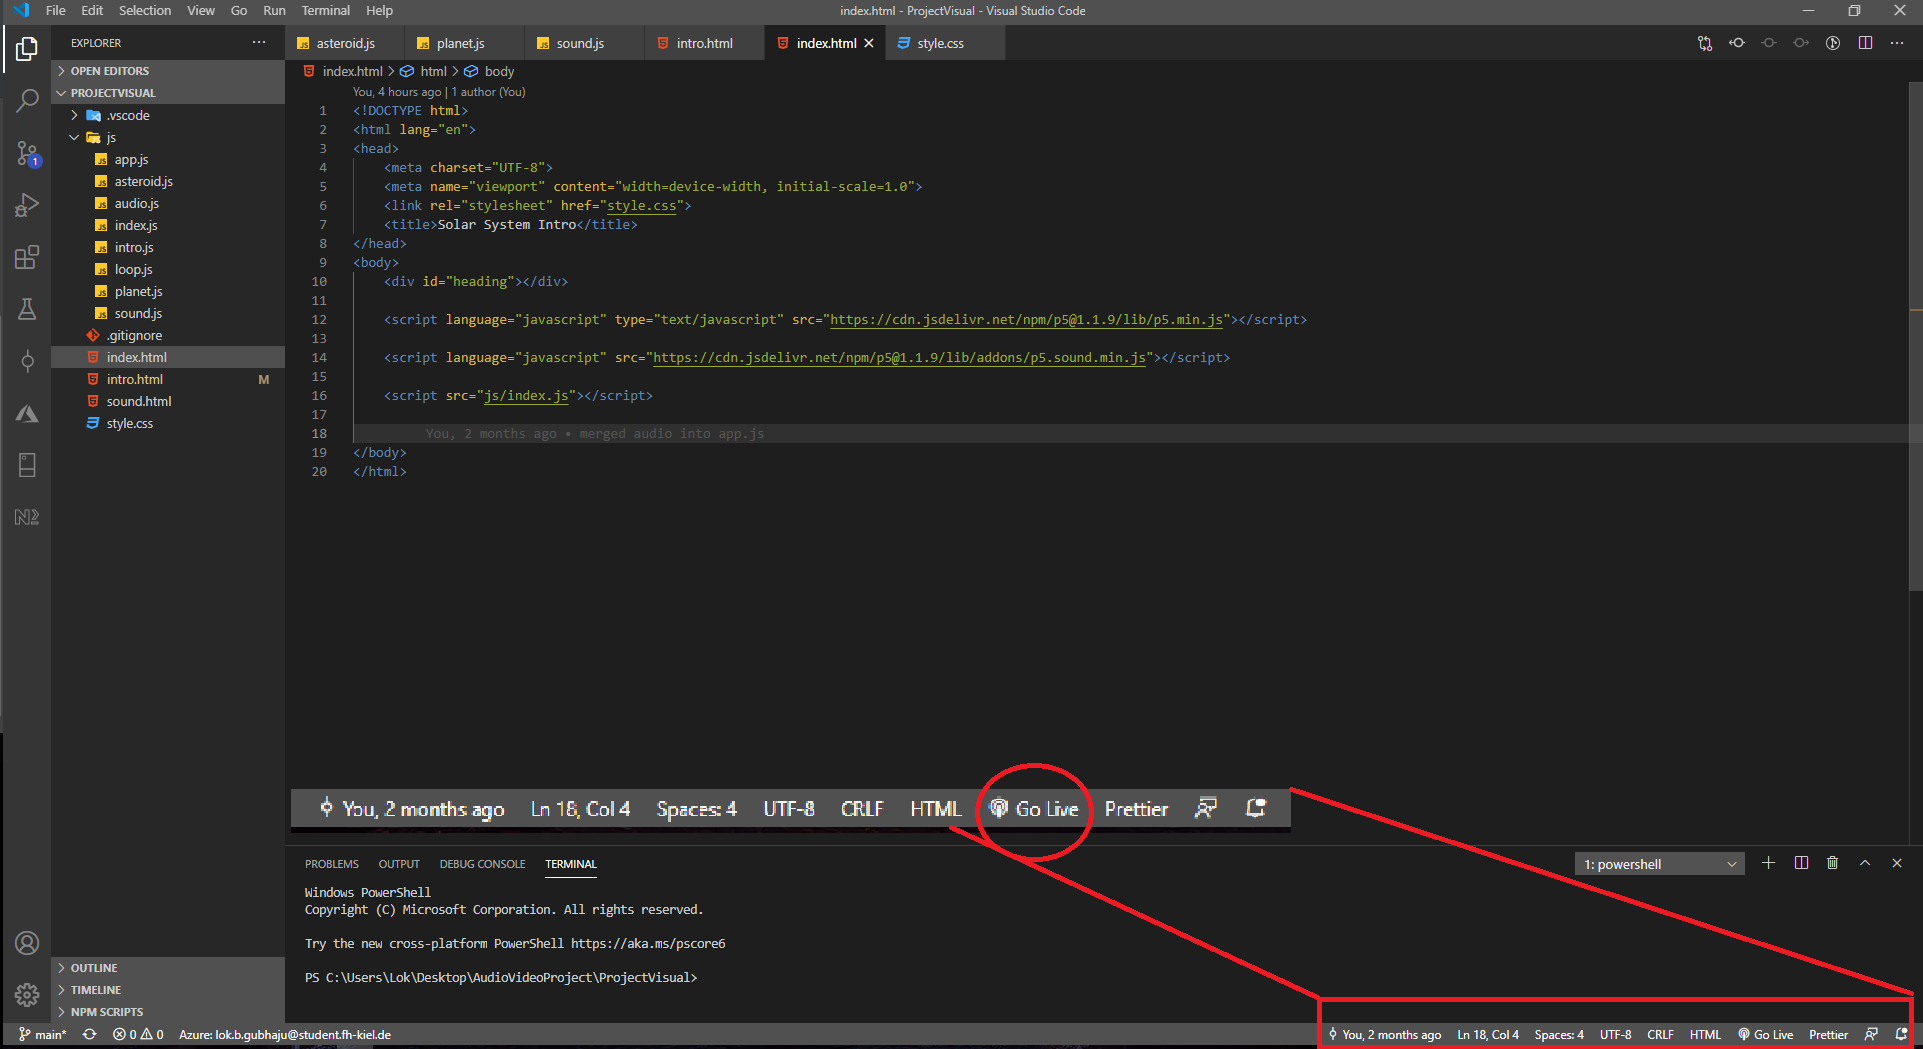 File Edit Selection View Go Run Terminal Help
index.html - ProjectVisual - Visual Studio Code
EXPLORER
OPEN EDITORS
PROJECTVISUAL
.vscode
js
app.js
asteroid.js
audio.js
index.js
intro.js
loop.js
planet.js
sound.js
.gitignore
index.html
intro.html M
sound.html
style.css
OUTLINE
TIMELINE
NPM SCRIPTS
1
asteroid.js planet.js sound.js intro.html index.html style.css
index.html > html > body
You, 4 hours ago | 1 author (You)
1 <!DOCTYPE html>
2 <html lang="en">
3 <head>
4 <meta charset="UTF-8">
5 <meta name="viewport" content="width=device-width, initial-scale=1.0">
6 <link rel="stylesheet" href="style.css">
7 <title>Solar System Intro</title>
8 </head>
9 <body>
10 <div id="heading"></div>
11
12 <script language="javascript" type="text/javascript" src="https://cdn.jsdelivr.net/npm/p5@1.1.9/lib/p5.min.js"></script>
13
14 <script language="javascript" src="https://cdn.jsdelivr.net/npm/p5@1.1.9/lib/addons/p5.sound.min.js"></script>
15
16 <script src="js/index.js"></script>
17
18 You, 2 months ago • merged audio into app.js
19 </body>
20 </html>
You, 2 months ago Ln 18, Col 4 Spaces: 4 UTF-8 CRLF HTML Go Live Prettier
PROBLEMS OUTPUT DEBUG CONSOLE TERMINAL 1: powershell
Windows PowerShell
Copyright (C) Microsoft Corporation. All rights reserved.
Try the new cross-platform PowerShell https://aka.ms/pscore6
PS C:\Users\Lok\Desktop\AudioVideoProject\ProjectVisual>
main* 0 0 Azure: lok.b.gubhaju@student.fh-kiel.de You, 2 months ago Ln 18, Col 4 Spaces: 4 UTF-8 CRLF HTML Go Live Prettier